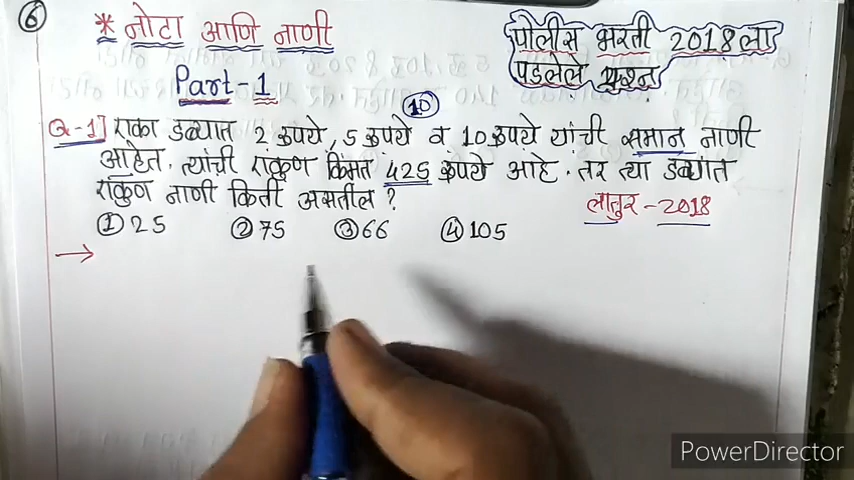 6
* नोटा आणि नाणी
Part-1
पोलीस भरती 2018 ला
पडलेले प्रश्न
10
Q-1] एका डब्यात 2 रुपये, 5 रुपये व 10 रुपये यांची समान नाणी
आहेत. त्यांची एकुण किंमत 425 रुपये आहे. तर त्या डब्यात
एकुण नाणी किती असतील ?
लातुर - 2018
① 25 ② 75 ③ 66 ④ 105
→
PowerDirector